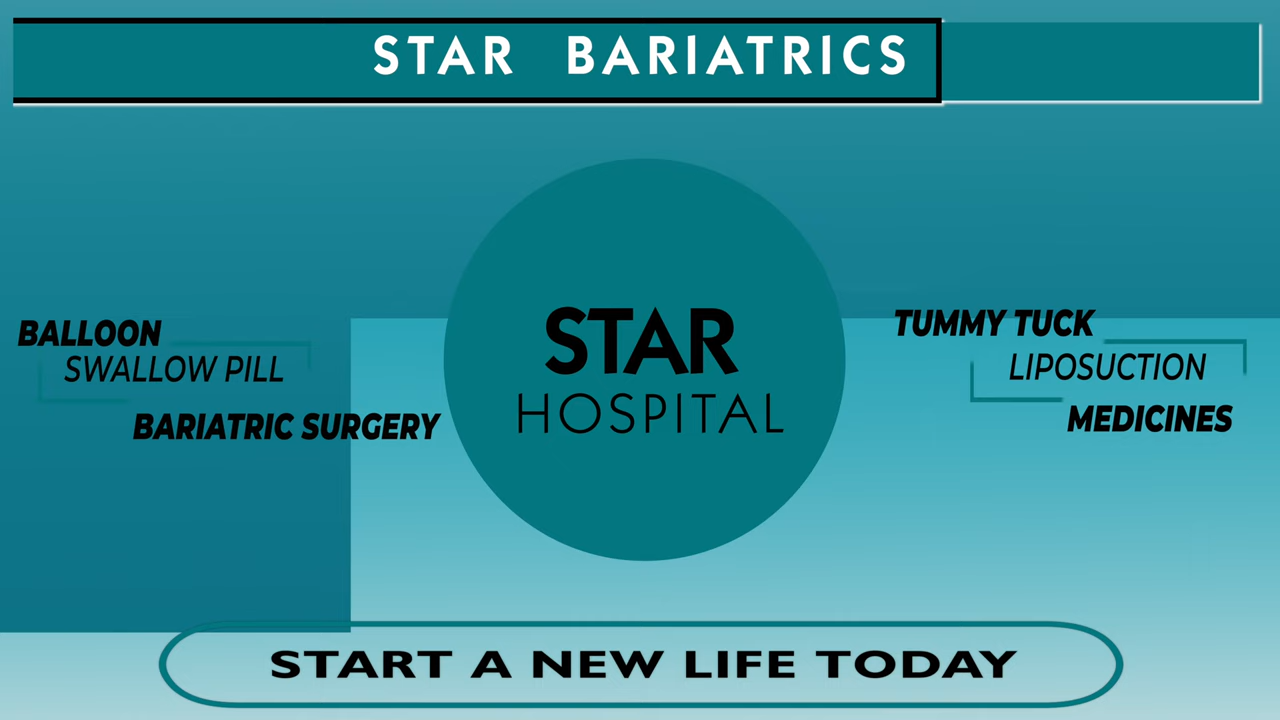 STAR BARIATRICS
BALLOON
SWALLOW PILL
BARIATRIC SURGERY
STAR
HOSPITAL
TUMMY TUCK
LIPOSUCTION
MEDICINES
START A NEW LIFE TODAY